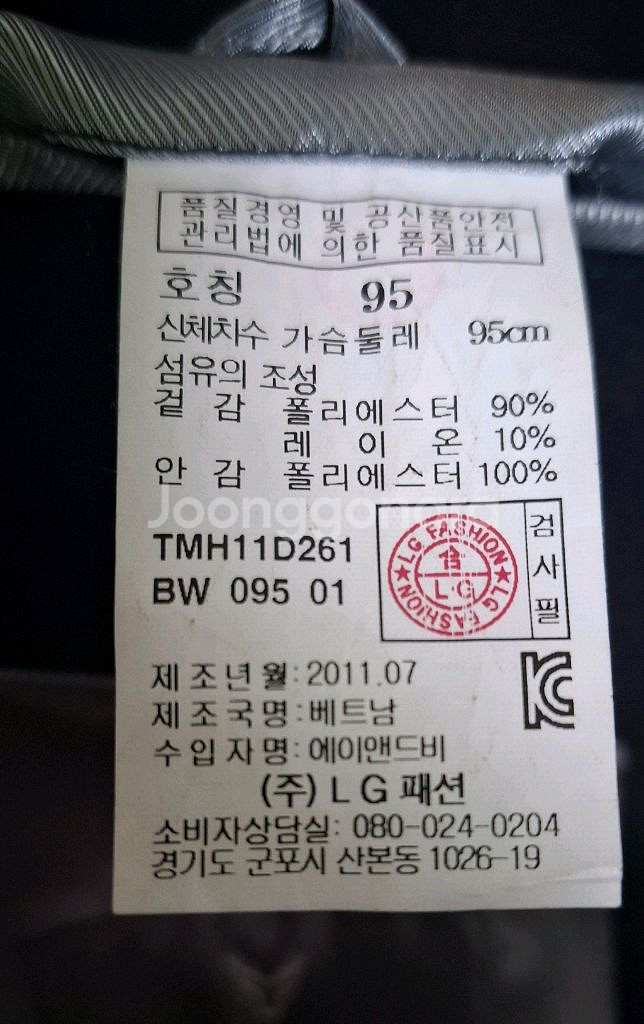 품질경영 및 공산품안전
관리법에 의한 품질표시
호칭 95
신체치수 가슴둘레 95cm
섬유의 조성
겉 감 폴리에스터 90%
레 이 온 10%
안 감 폴리에스터 100%
Joonggonara
TMH11D261
BW 095 01
LG FASHION
合
L G
LG FASHION
검사필
KC
제조년월: 2011.07
제조국명: 베트남
수입자명: 에이앤드비
(주) LG패션
소비자상담실: 080-024-0204
경기도 군포시 산본동 1026-19